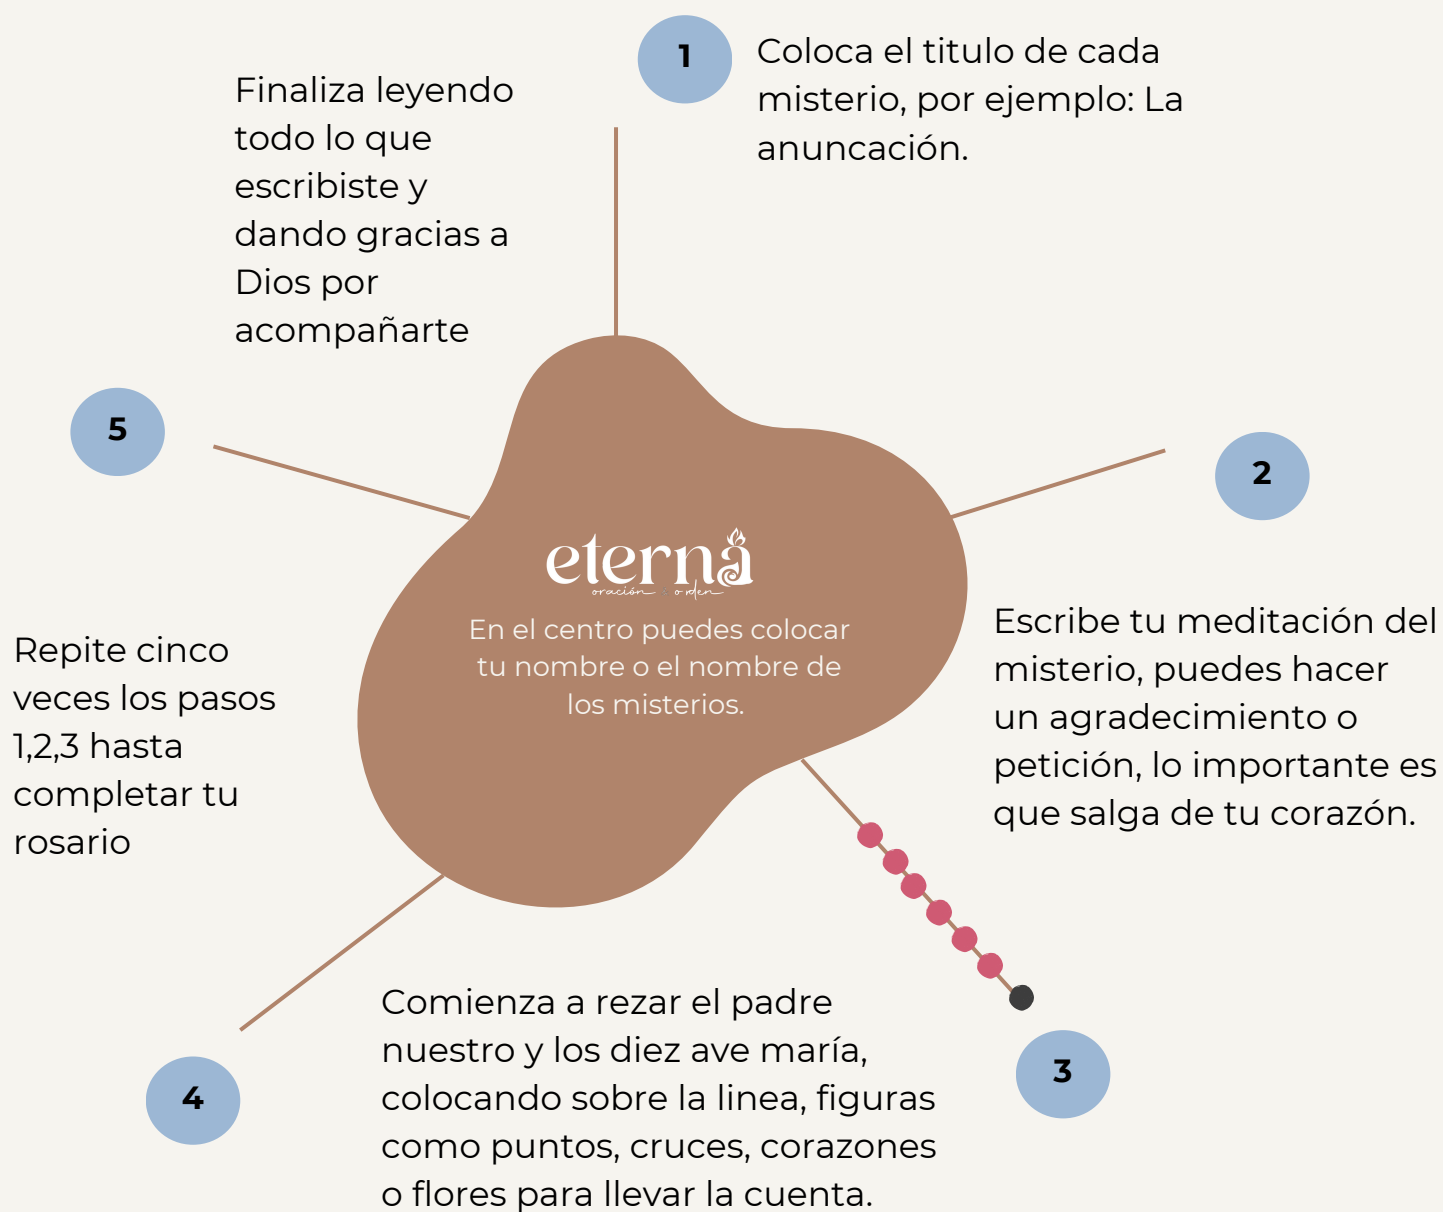 1
Coloca el titulo de cada
misterio, por ejemplo: La
anuncación.
2
Escribe tu meditación del
misterio, puedes hacer
un agradecimiento o
petición, lo importante es
que salga de tu corazón.
3
Comienza a rezar el padre
nuestro y los diez ave maría,
colocando sobre la linea, figuras
como puntos, cruces, corazones
o flores para llevar la cuenta.
4
Repite cinco
veces los pasos
1,2,3 hasta
completar tu
rosario
5
Finaliza leyendo
todo lo que
escribiste y
dando gracias a
Dios por
acompañarte
eterna
oración - orden
En el centro puedes colocar
tu nombre o el nombre de
los misterios.